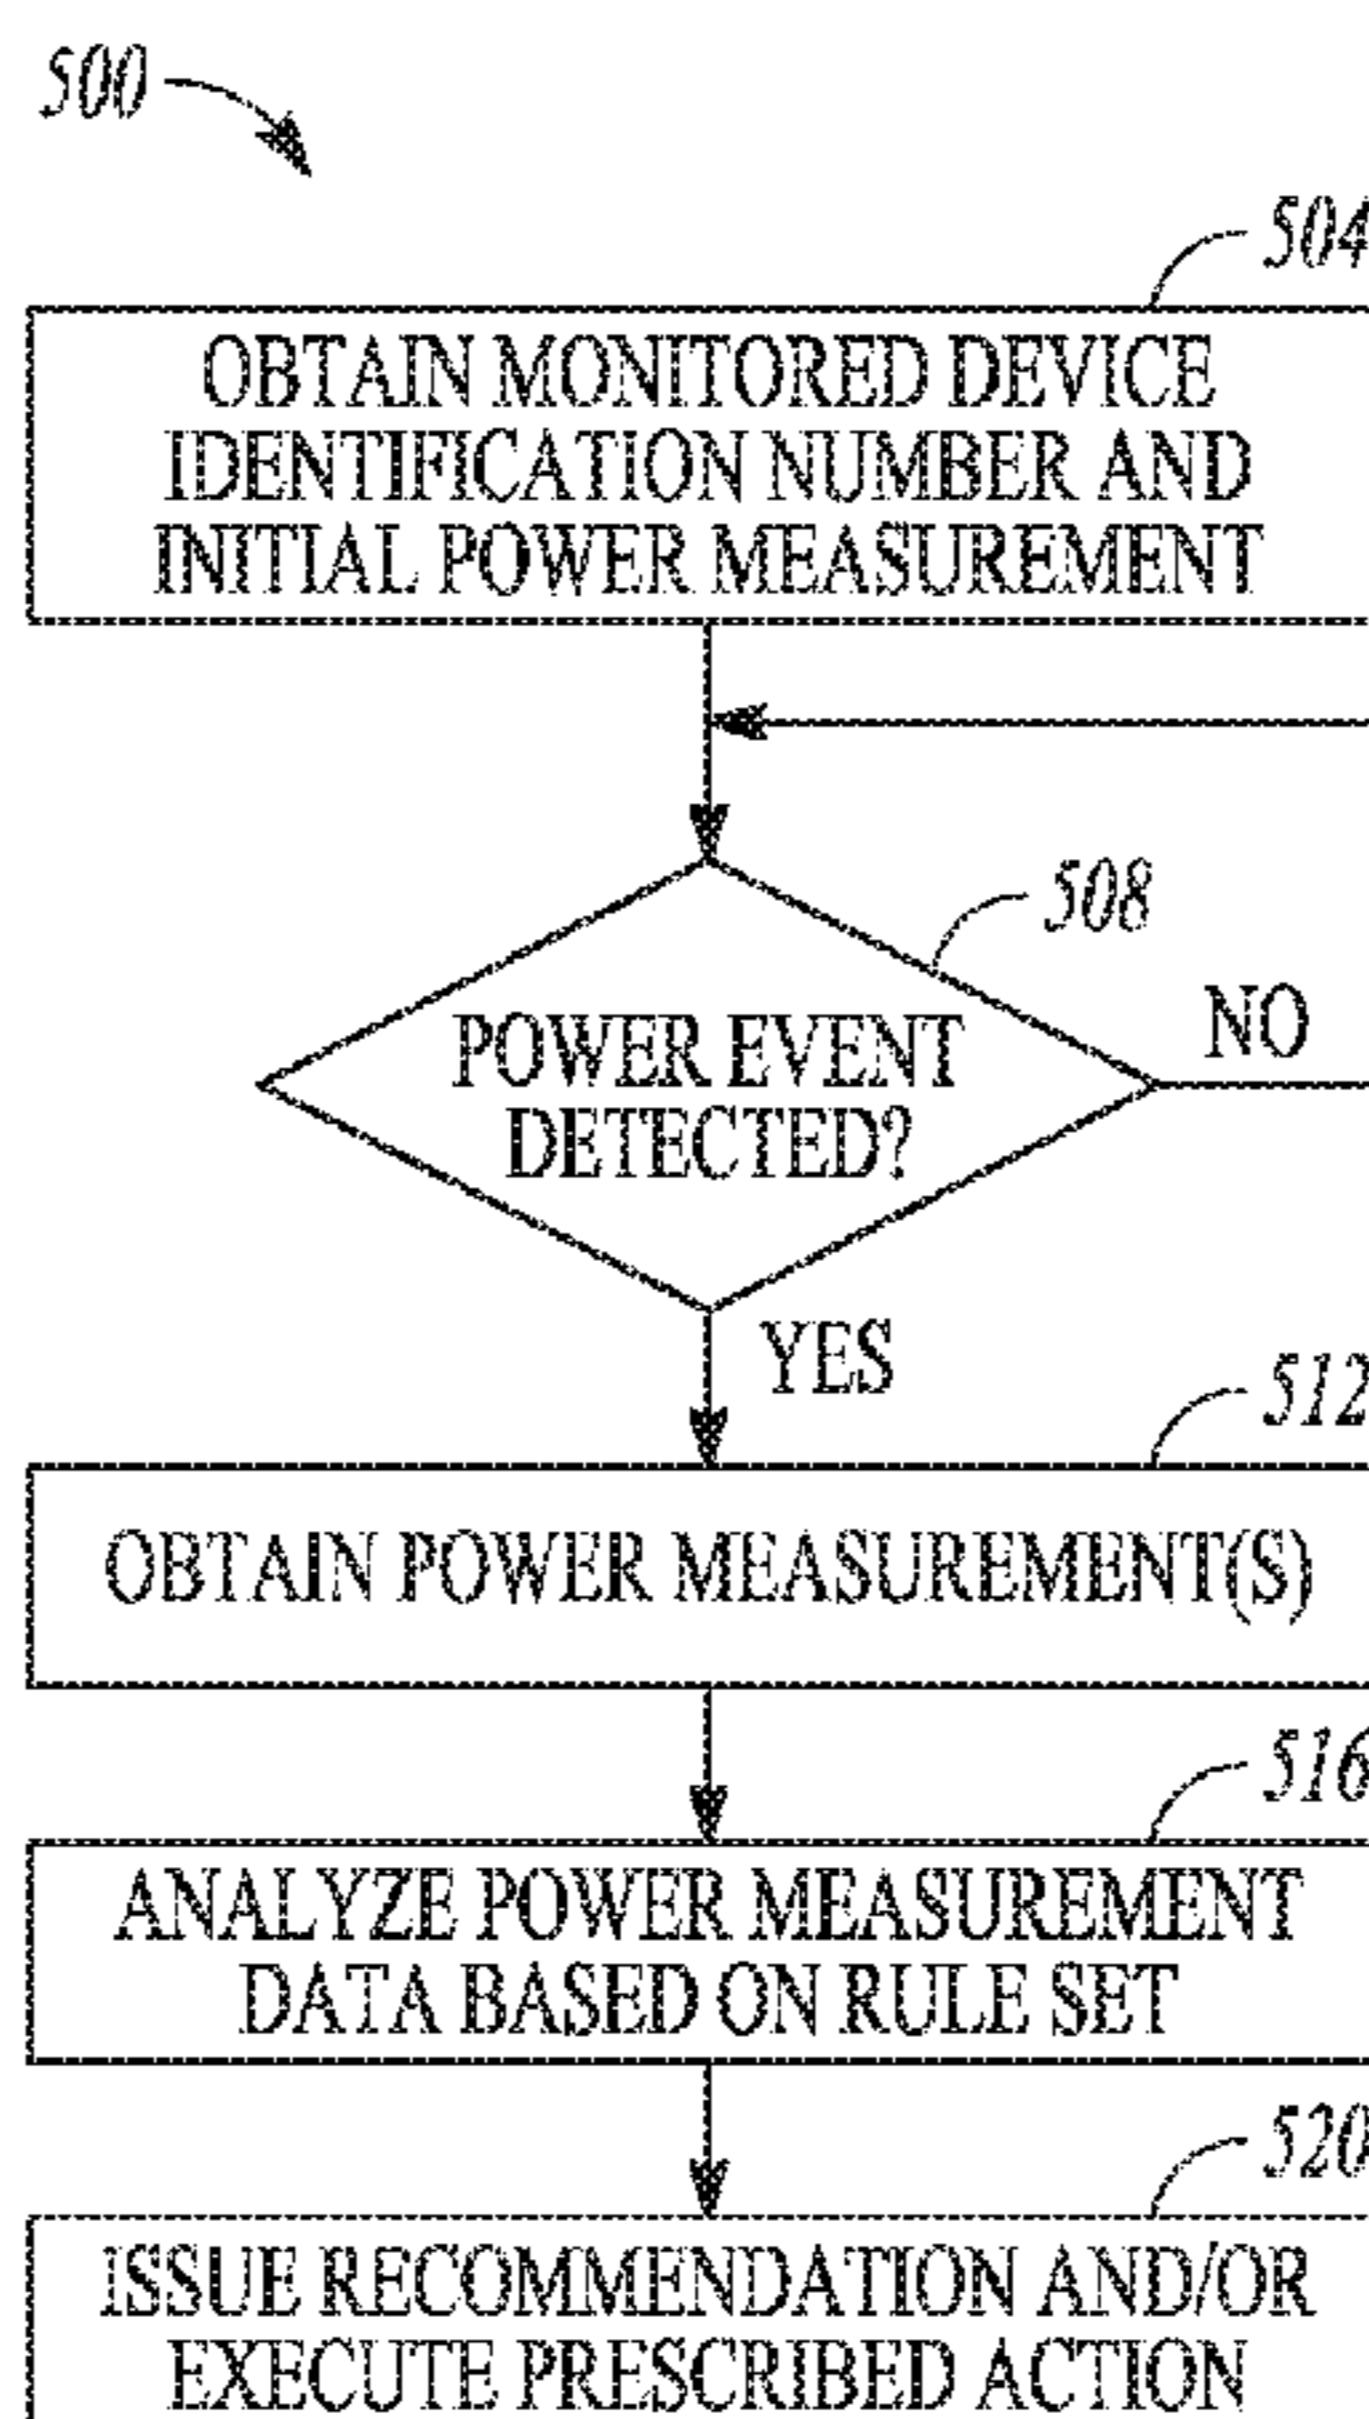 500
504
OBTAIN MONITORED DEVICE
IDENTIFICATION NUMBER AND
INITIAL POWER MEASUREMENT
508
POWER EVENT
DETECTED?
NO
YES
512
OBTAIN POWER MEASUREMENT(S)
516
ANALYZE POWER MEASUREMENT
DATA BASED ON RULE SET
520
ISSUE RECOMMENDATION AND/OR
EXECUTE PRESCRIBED ACTION